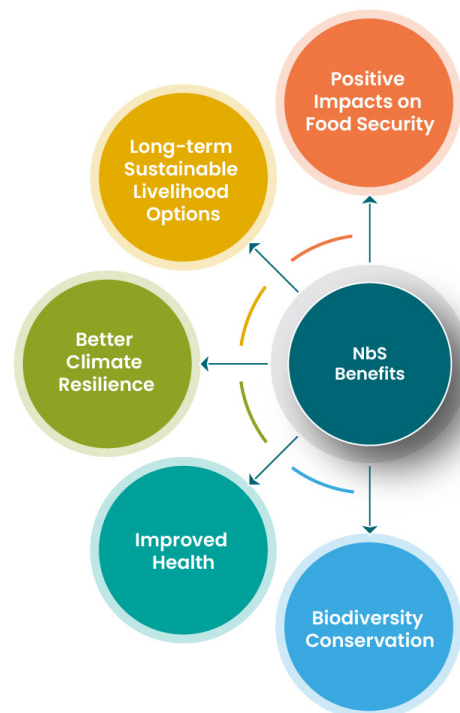 Positive
Impacts on
Food Security
Long-term
Sustainable
Livelihood
Options
Better
Climate
Resilience
NbS
Benefits
Improved
Health
Biodiversity
Conservation